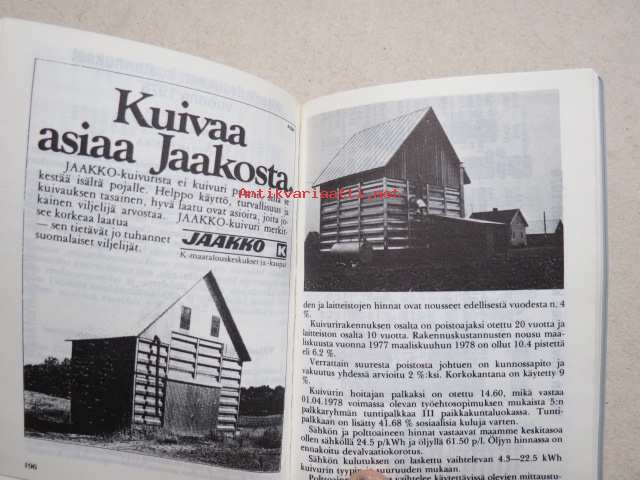 Kuivaa
asiaa Jaakosta
JAAKKO-kuivurista ei kuivuri
kestää isältä pojalle. Helppo käyttö, turvallisuus ja
kuivauksen tasainen, hyvä laatu ovat asioita, joita jo-
kainen viljelijä arvostaa. JAAKKO-kuivuri merkit-
see korkeaa laatua
— sen tietävät jo tuhannet
suomalaiset viljelijät.
JAAKKO K
K-maatalouskeskukset ja -kauppiaat
196
Antikvariaatti.net
den ja laitteistojen hinnat ovat nousseet edellisestä vuodesta n. 4
%.
Kuivurirakennuksen osalta on poistoajaksi otettu 20 vuotta ja
laitteiston osalta 10 vuotta. Rakennuskustannusten nousu maa-
liskuusta vuonna 1977 maaliskuuhun 1978 on ollut 10.4 pistettä
eli 6.2 %.
Verrattain suuresta poistosta johtuen on kunnossapito ja
vakuutus yhdessä arvioitu 2 %:ksi. Korkokantana on käytetty 9
%.
Kuivurin hoitajan palkaksi on otettu 14.60, mikä vastaa
01.04.1978 voimassa olevan työehtosopimuksen mukaista 5:n
palkkaryhmän tuntipalkkaa III paikkakuntaluokassa. Tunti-
palkkaan on lisätty 41.68 % sosiaalisia kuluja varten.
Sähkön ja polttoaineen hinnat vastaavat maamme keskitasoa
ollen sähköllä 24.5 p/kWh ja öljyllä 61.50 p/l. Öljyn hinnassa on
ennakoitu devalvaatiokorotus.
Sähkön kulutuksen on laskettu vaihtelevan 4.3—22.5 kWh
kuivurin tyypin ja suuruuden mukaan.
Polttoaineen vaihtelee käytettävissä olevien mittaustu-